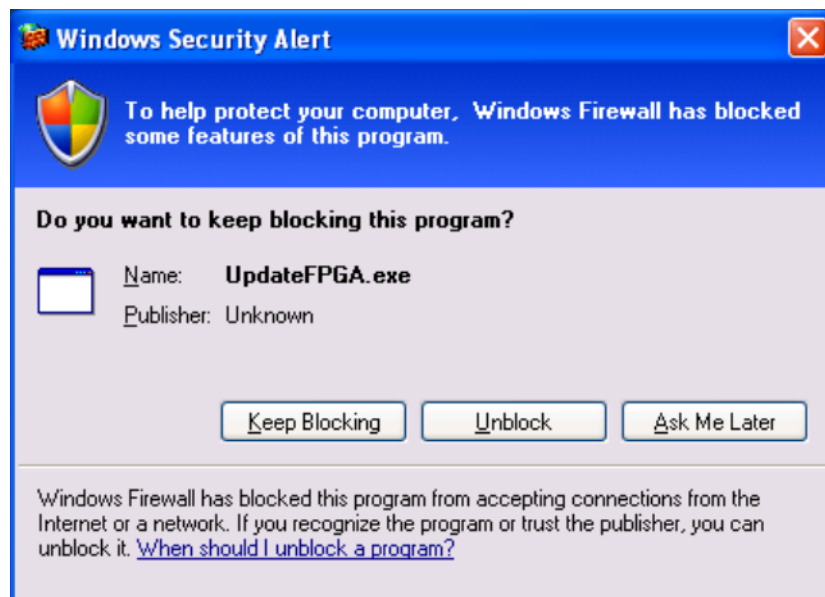 Windows Security Alert
To help protect your computer, Windows Firewall has blocked
some features of this program.
Do you want to keep blocking this program?
Name: UpdateFPGA.exe
Publisher: Unknown
Keep Blocking Unblock Ask Me Later
Windows Firewall has blocked this program from accepting connections from the
Internet or a network. If you recognize the program or trust the publisher, you can
unblock it. When should I unblock a program?